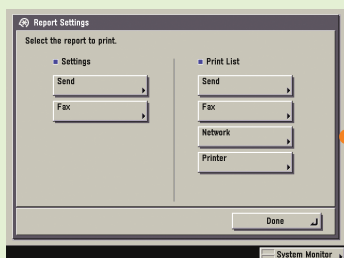 Report Settings
Select the report to print.
Settings
Send
Fax
Print List
Send
Fax
Network
Printer
Done
System Monitor